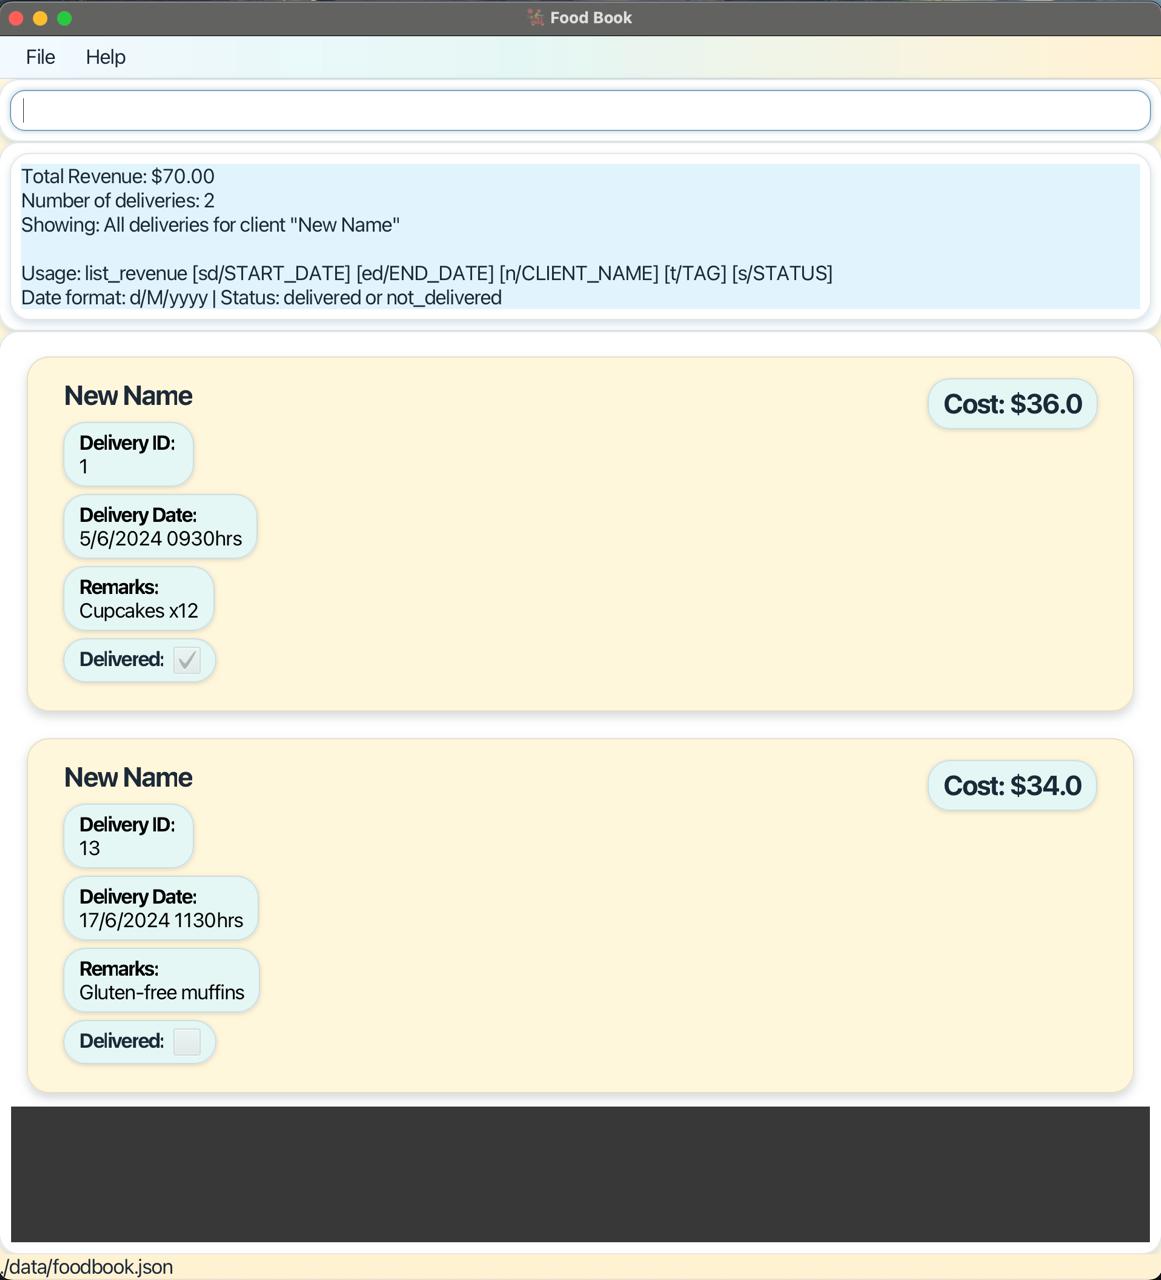 Food Book
File Help
Total Revenue: $70.00
Number of deliveries: 2
Showing: All deliveries for client "New Name"
Usage: list_revenue [sd/START_DATE] [ed/END_DATE] [n/CLIENT_NAME] [t/TAG] [s/STATUS]
Date format: d/M/yyyy | Status: delivered or not_delivered
New Name
Cost: $36.0
Delivery ID:
1
Delivery Date:
5/6/2024 0930hrs
Remarks:
Cupcakes x12
Delivered:
New Name
Cost: $34.0
Delivery ID:
13
Delivery Date:
17/6/2024 1130hrs
Remarks:
Gluten-free muffins
Delivered:
./data/foodbook.json